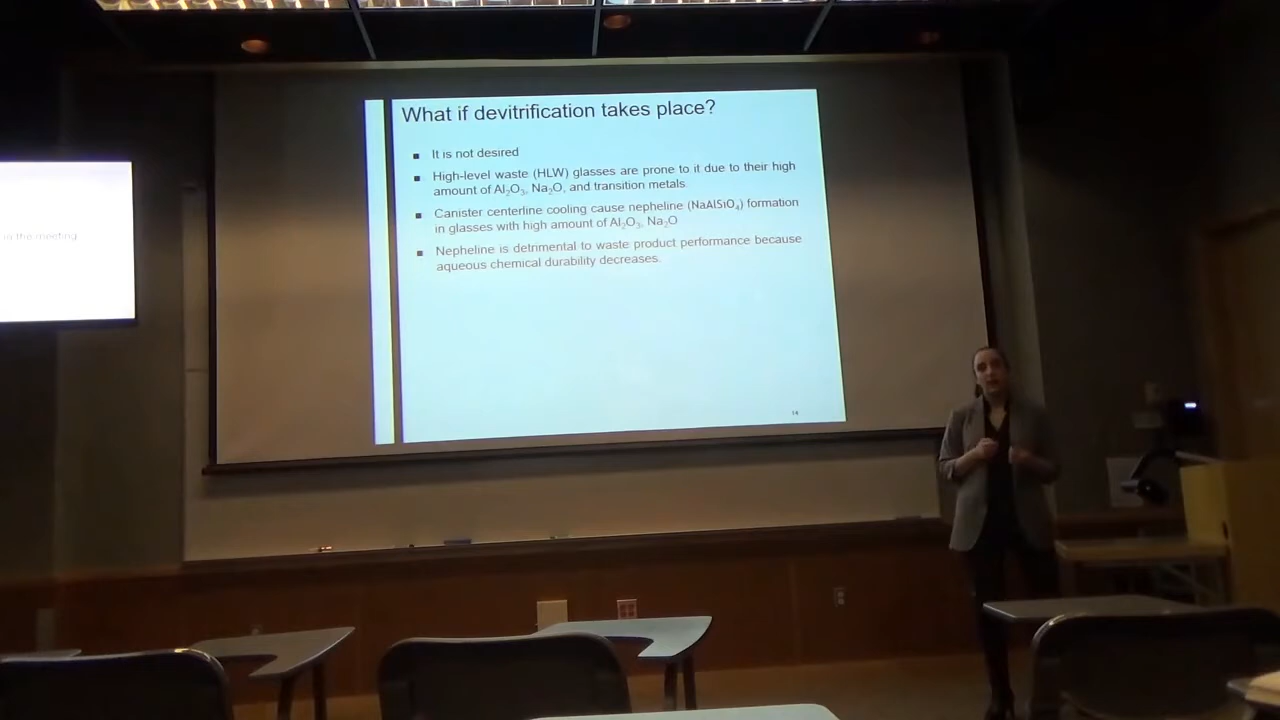 What if devitrification takes place?
It is not desired
High-level waste (HLW) glasses are prone to it due to their high
amount of Al₂O₃, Na₂O, and transition metals.
Canister centerline cooling cause nepheline (NaAlSiO₄) formation
in glasses with high amount of Al₂O₃, Na₂O
Nepheline is detrimental to waste product performance because
aqueous chemical durability decreases.
14
in the meeting